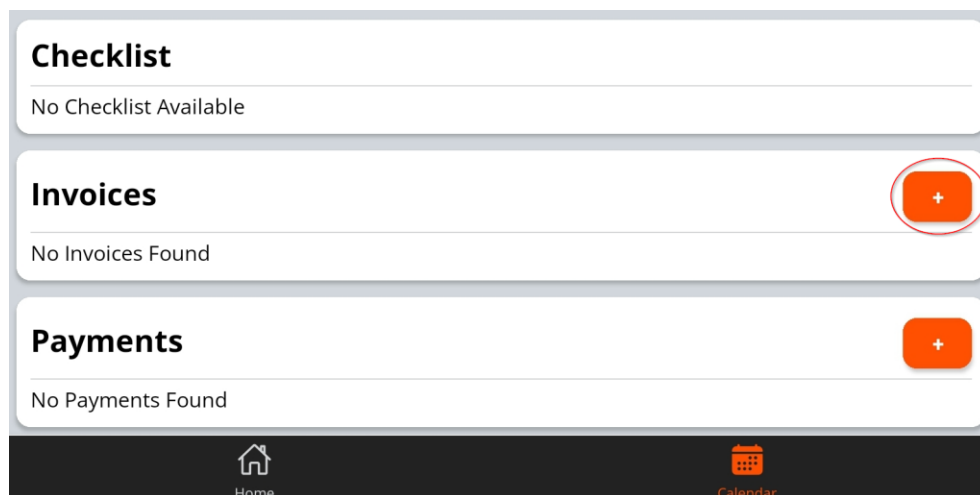 Checklist
No Checklist Available
Invoices
+
No Invoices Found
Payments
+
No Payments Found
Home
Calendar